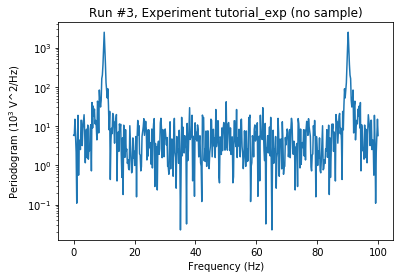 Run #3, Experiment tutorial_exp (no sample)
Periodogram (10³ V^2/Hz)
10³
10²
10¹
10⁰
10⁻¹
0 20 40 60 80 100
Frequency (Hz)